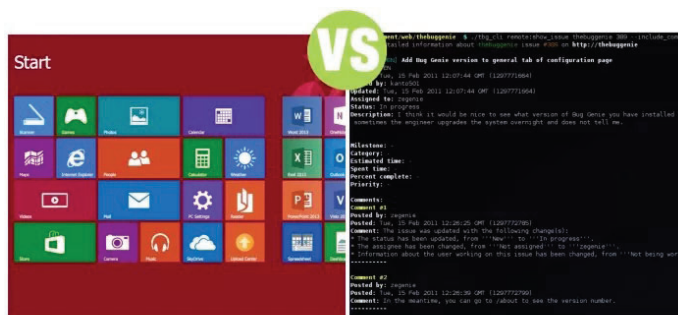 VS
Start
Scanner
Games
Photos
Calendar
Word 2013
Maps
Internet Explorer
People
Calculator
Weather
Excel 2013
Videos
Mail
PC Settings
Reader
PowerPoint 2013
Store
Camera
Music
SkyDrive
Spreadsheet
ment/web/thebuggenie $ ./tbg_cli remote:show_issue thebuggenie 300 --include_com
tailed information about thebuggenie issue on http://thebuggenie
Add Bug Genie version to general tab of configuration page
Tue, 15 Feb 2011 12:07:44 GMT (1297771664)
ed by:
Updated: Tue, 15 Feb 2011 12:07:44 GMT (1297771664)
Assigned to: zegenie
Status: In progress
Description: I think it would be nice to see what version of Bug Genie you have installed
sometimes the engineer upgrades the system overnight and does not tell me.
Milestone: -
Category: -
Estimated time: -
Spent time: -
Percent complete: -
Priority: -
Comments:
Comment #1
Posted by: zegenie
Posted: Tue, 15 Feb 2011 12:26:25 GMT (1297772785)
Comment: The issue was updated with the following change(s):
* The status has been updated, from '''New''' to '''In progress'''.
* The assignee has been changed, from '''Not assigned''' to '''zegenie'''.
* Information about the user working on this issue has been changed, from '''Not being wor
----------
Comment #2
Posted by: zegenie
Posted: Tue, 15 Feb 2011 12:26:39 GMT (1297772799)
Comment: In the meantime, you can go to /about to see the version number.
----------